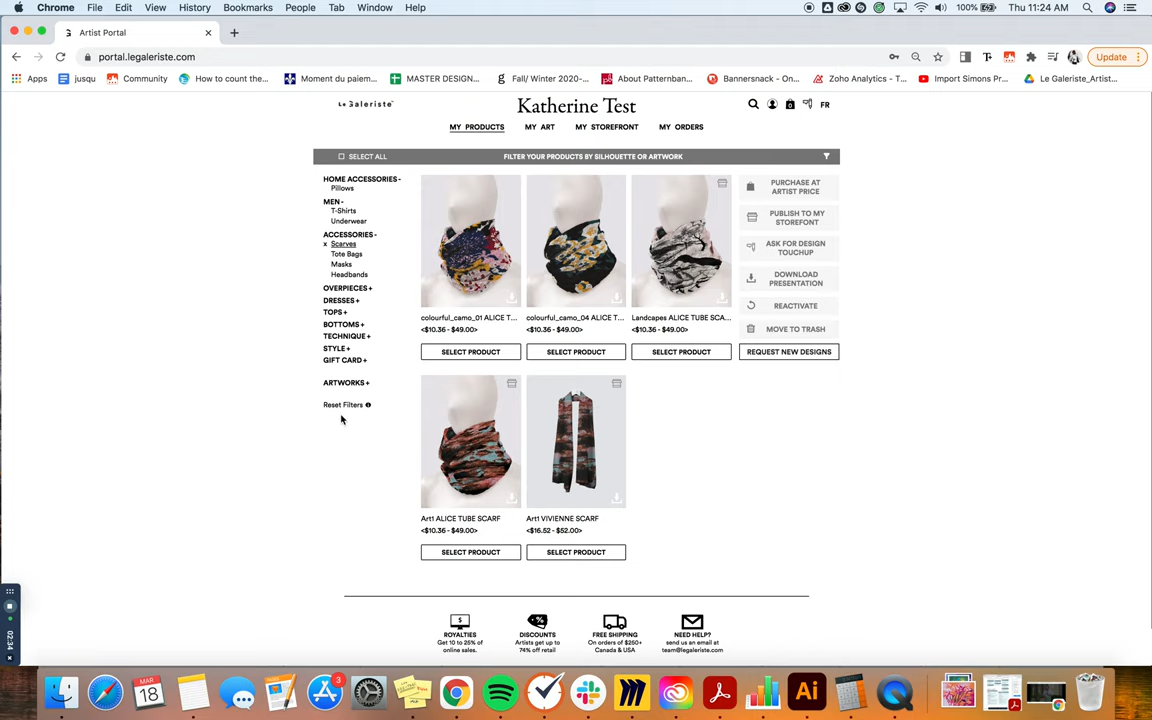 Chrome File Edit View History Bookmarks People Tab Window Help
100% Thu 11:24 AM
Artist Portal
portal.legaleriste.com
Update
Apps
jusqu
Community
How to count the...
Moment du paiem...
MASTER DESIGN...
Fall/ Winter 2020-...
About Patternban...
Bannersnack - On...
Zoho Analytics - T...
Import Simons Pr...
Le Galeriste_Artist...
Le Galeriste
Katherine Test
FR
MY PRODUCTS
MY ART
MY STOREFRONT
MY ORDERS
SELECT ALL
FILTER YOUR PRODUCTS BY SILHOUETTE OR ARTWORK
HOME ACCESSORIES-
Pillows
MEN-
T-Shirts
Underwear
ACCESSORIES-
x Scarves
Tote Bags
Masks
Headbands
OVERPIECES+
DRESSES+
TOPS+
BOTTOMS+
TECHNIQUE+
STYLE+
GIFT CARD+
ARTWORKS+
Reset Filters
colourful_camo_01 ALICE T...
<$10.36 - $49.00>
SELECT PRODUCT
colourful_camo_04 ALICE T...
<$10.36 - $49.00>
SELECT PRODUCT
Landcapes ALICE TUBE SCA...
<$10.36 - $49.00>
SELECT PRODUCT
PURCHASE AT
ARTIST PRICE
PUBLISH TO MY
STOREFONT
ASK FOR DESIGN
TOUCHUP
DOWNLOAD
PRESENTATION
REACTIVATE
MOVE TO TRASH
REQUEST NEW DESIGNS
Art1 ALICE TUBE SCARF
<$10.36 - $49.00>
SELECT PRODUCT
Art1 VIVIENNE SCARF
<$16.52 - $52.00>
SELECT PRODUCT
ROYALTIES
Get 10 to 25% of
online sales.
DISCOUNTS
Artists get up to
74% off retail
FREE SHIPPING
On orders of $250+
Canada & USA
NEED HELP?
send us an email at
team@legaleriste.com
02:34
MAR
18
3
Ai